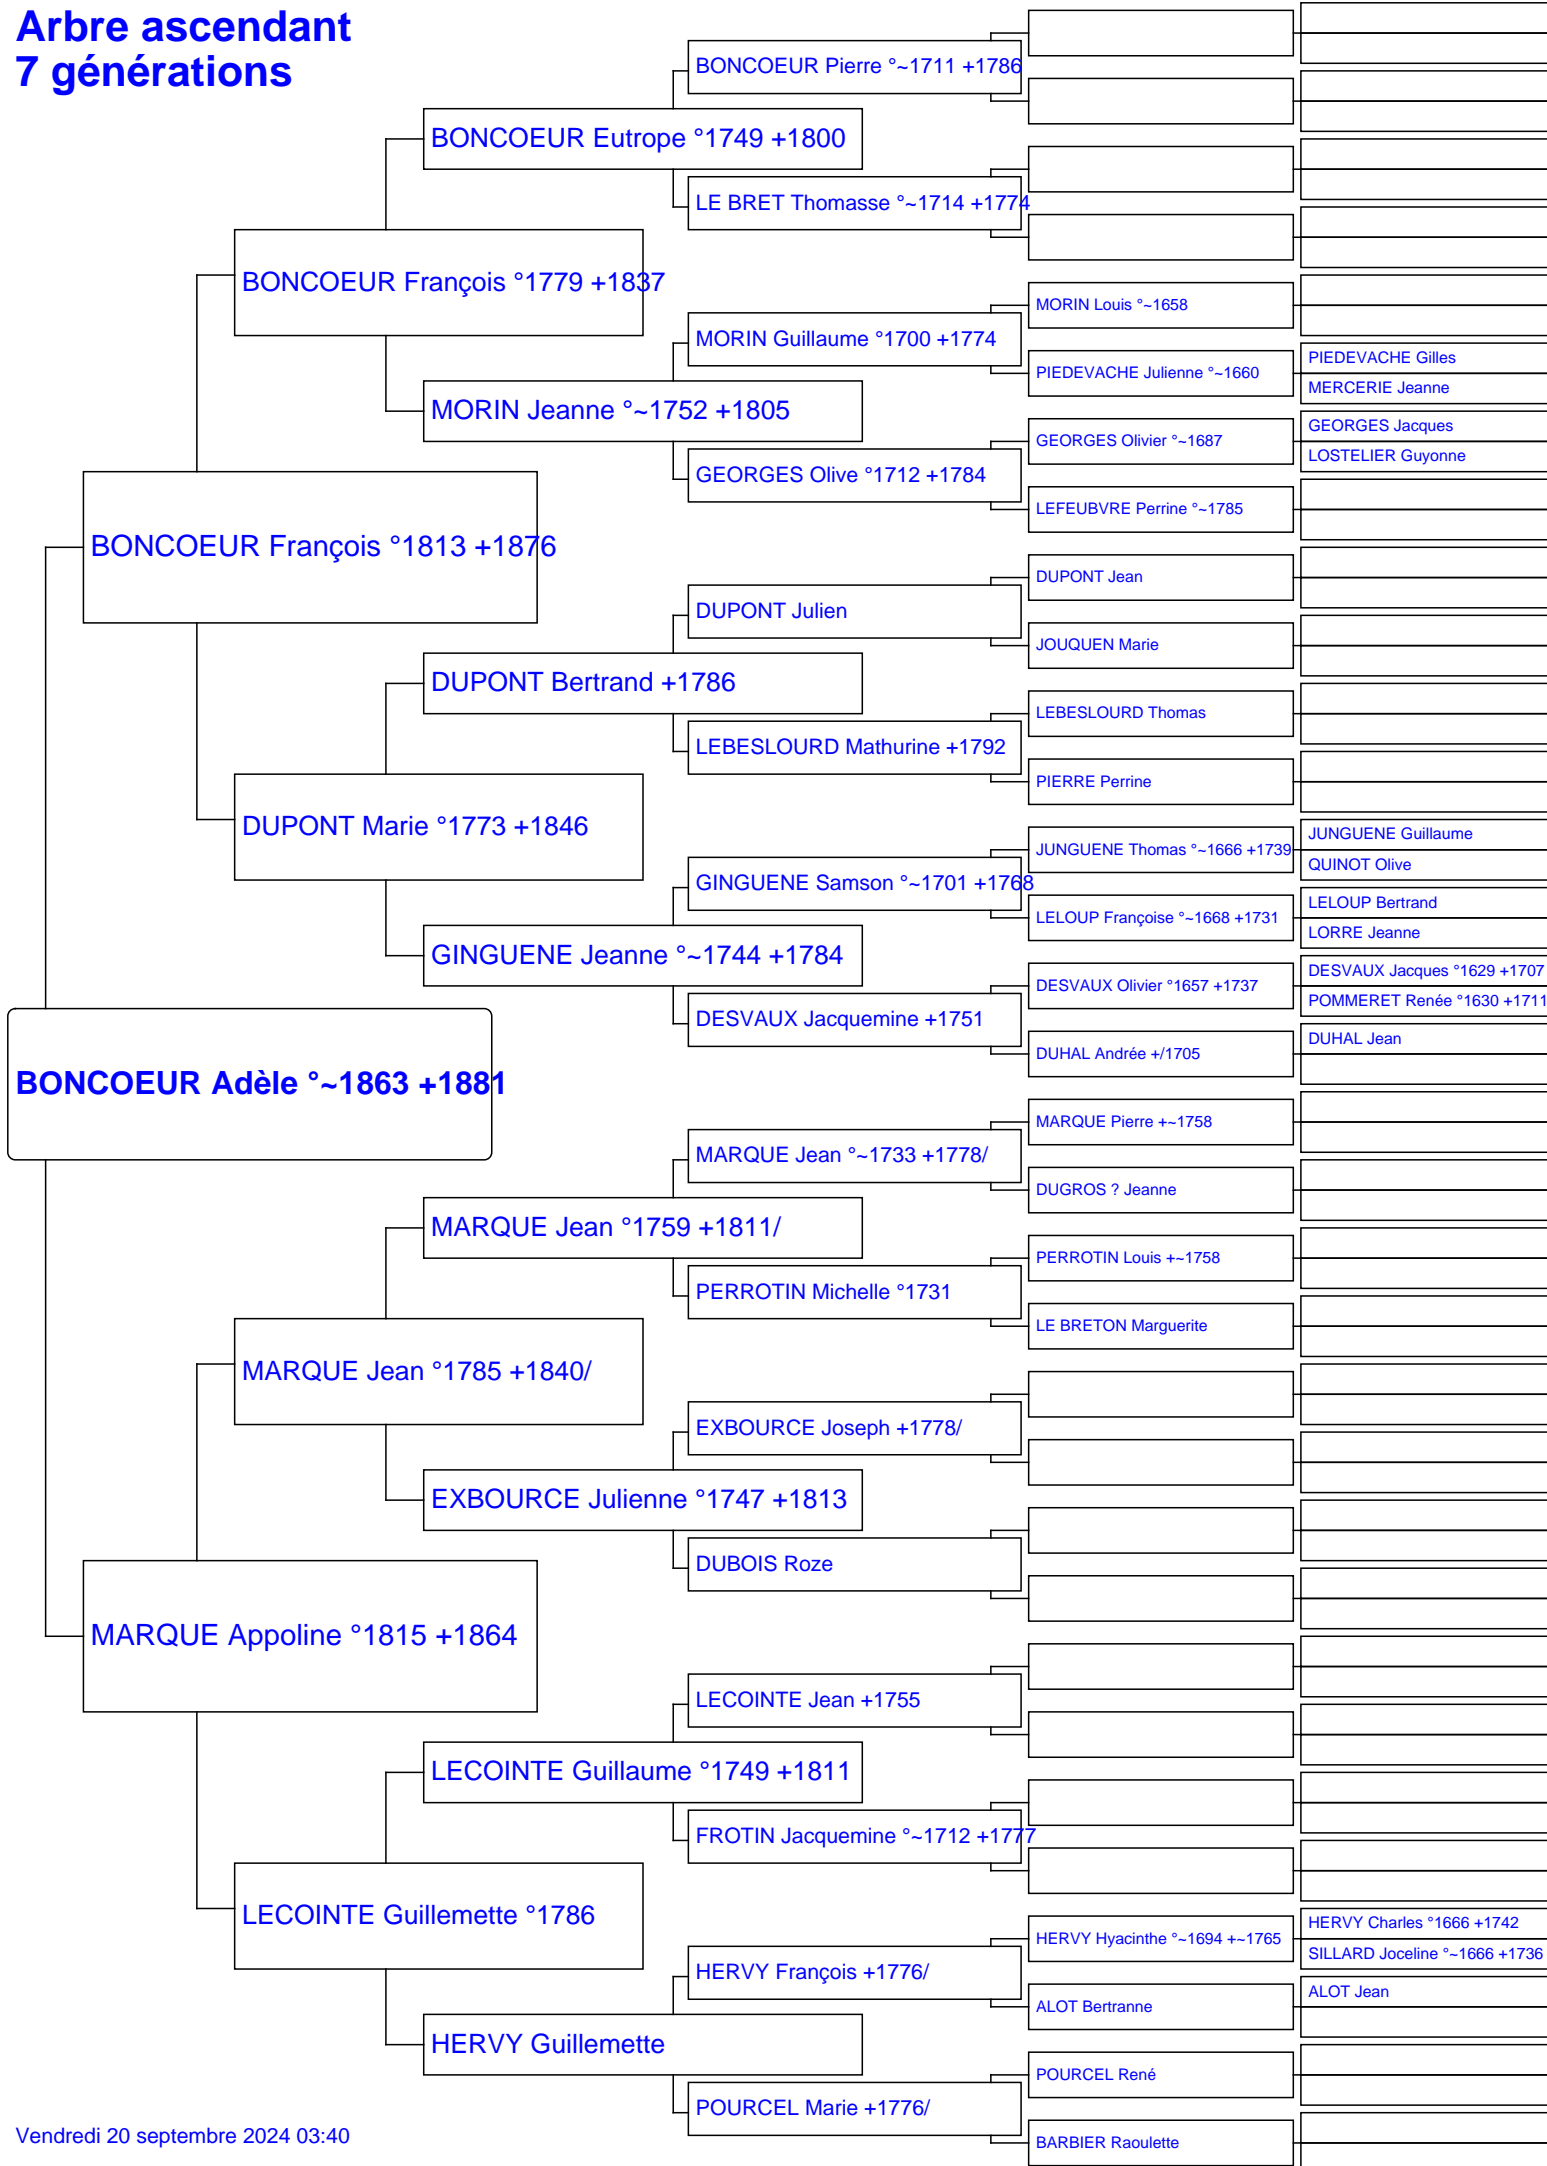 Arbre ascendant
7 générations
BONCOEUR Pierre °~1711 +1786
BONCOEUR Eutrope °1749 +1800
LE BRET Thomasse °~1714 +1774
BONCOEUR François °1779 +1837
MORIN Louis °~1658
MORIN Guillaume °1700 +1774
PIEDEVACHE Gilles
PIEDEVACHE Julienne °~1660
MERCERIE Jeanne
MORIN Jeanne °~1752 +1805
GEORGES Jacques
GEORGES Olivier °~1687
LOSTELIER Guyonne
GEORGES Olive °1712 +1784
LEFEUBVRE Perrine °~1785
BONCOEUR François °1813 +1876
DUPONT Jean
DUPONT Julien
JOUQUEN Marie
DUPONT Bertrand +1786
LEBESLOURD Thomas
LEBESLOURD Mathurine +1792
PIERRE Perrine
DUPONT Marie °1773 +1846
JUNGUENE Guillaume
JUNGUENE Thomas °~1666 +1739
QUINOT Olive
GINGUENE Samson °~1701 +1768
LELOUP Bertrand
LELOUP Françoise °~1668 +1731
LORRE Jeanne
GINGUENE Jeanne °~1744 +1784
DESVAUX Jacques °1629 +1707
DESVAUX Olivier °1657 +1737
POMMERET Renée °1630 +1711
DESVAUX Jacquemine +1751
DUHAL Jean
DUHAL Andrée +/1705
BONCOEUR Adèle °~1863 +1881
MARQUE Pierre +~1758
MARQUE Jean °~1733 +1778/
DUGROS ? Jeanne
MARQUE Jean °1759 +1811/
PERROTIN Louis +~1758
PERROTIN Michelle °1731
LE BRETON Marguerite
MARQUE Jean °1785 +1840/
EXBOURCE Joseph +1778/
EXBOURCE Julienne °1747 +1813
DUBOIS Roze
MARQUE Appoline °1815 +1864
LECOINTE Jean +1755
LECOINTE Guillaume °1749 +1811
FROTIN Jacquemine °~1712 +1777
LECOINTE Guillemette °1786
HERVY Charles °1666 +1742
HERVY Hyacinthe °~1694 +~1765
SILLARD Joceline °~1666 +1736
HERVY François +1776/
ALOT Jean
ALOT Bertranne
HERVY Guillemette
POURCEL René
POURCEL Marie +1776/
BARBIER Raoulette
Vendredi 20 septembre 2024 03:40